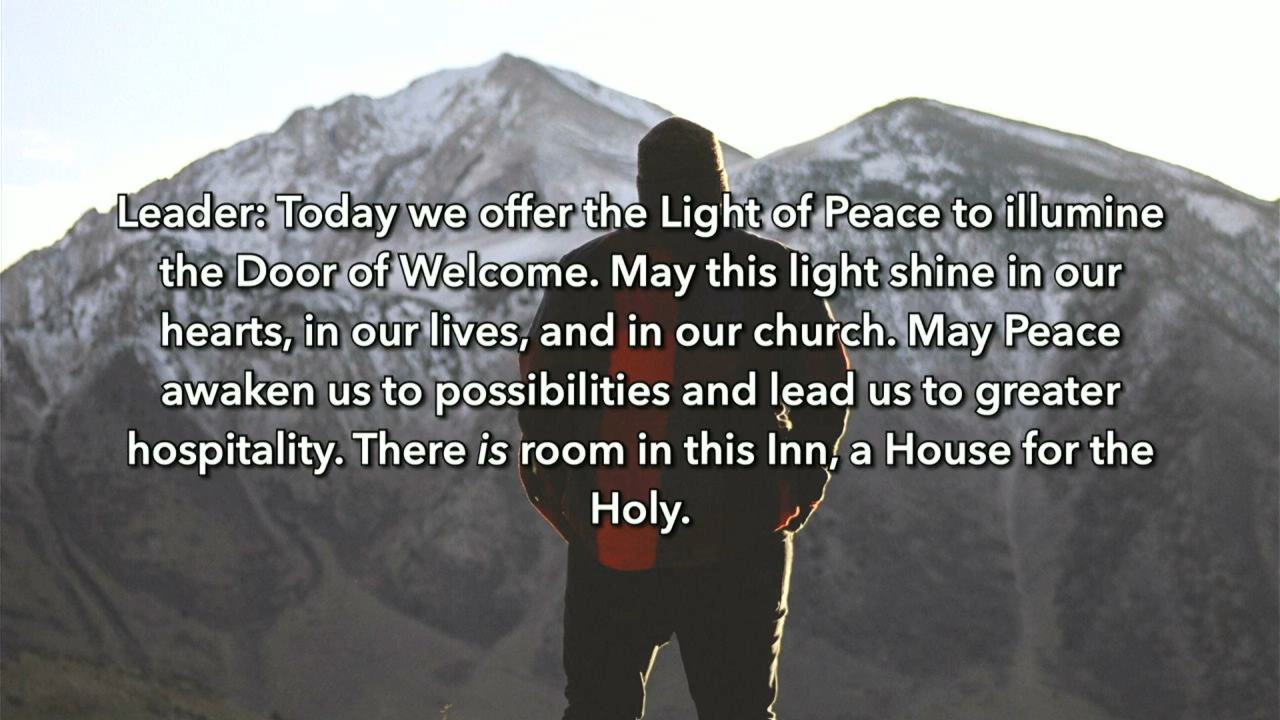 Leader: Today we offer the Light of Peace to illumine
the Door of Welcome. May this light shine in our
hearts, in our lives, and in our church. May Peace
awaken us to possibilities and lead us to greater
hospitality. There is room in this Inn, a House for the
Holy.